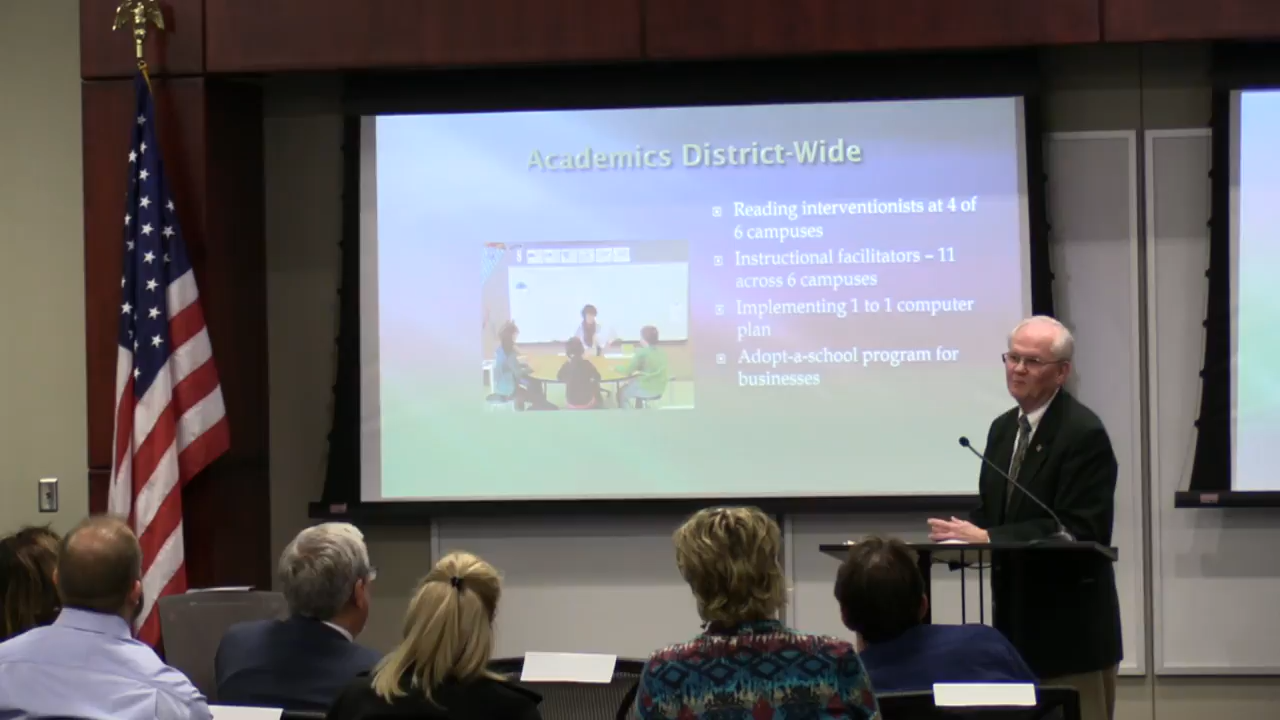 Academics District-Wide
Reading interventionists at 4 of
6 campuses
Instructional facilitators – 11
across 6 campuses
Implementing 1 to 1 computer
plan
Adopt-a-school program for
businesses